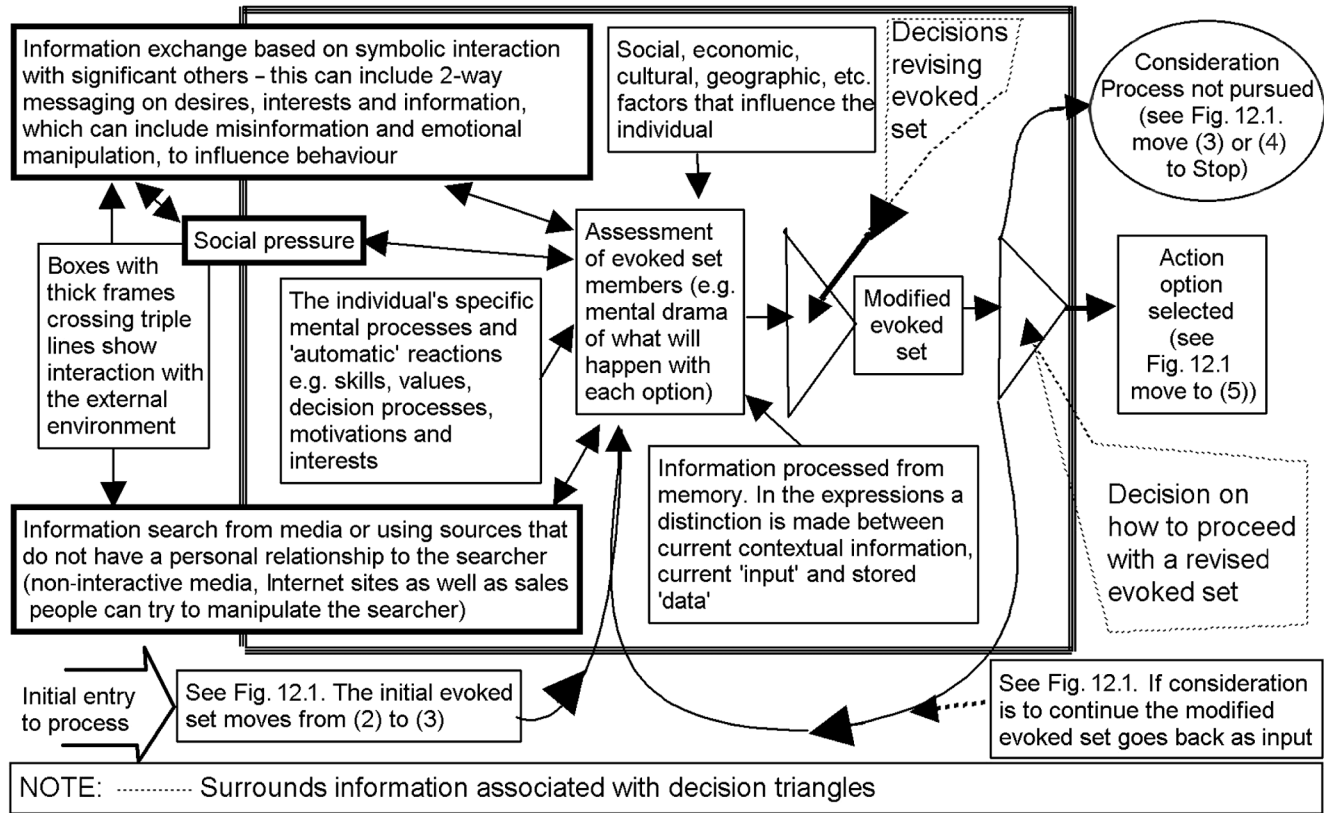 Information exchange based on symbolic interaction
with significant others – this can include 2-way
messaging on desires, interests and information,
which can include misinformation and emotional
manipulation, to influence behaviour
Social, economic,
cultural, geographic, etc.
factors that influence the
individual
Decisions
revising
evoked
set
Consideration
Process not pursued
(see Fig. 12.1.
move (3) or (4)
to Stop)
Social pressure
Boxes with
thick frames
crossing triple
lines show
interaction with
the external
environment
The individual's specific
mental processes and
'automatic' reactions
e.g. skills, values,
decision processes,
motivations and
interests
Assessment
of evoked set
members (e.g.
mental drama
of what will
happen with
each option)
Modified
evoked
set
Action
option
selected
(see
Fig. 12.1
move to (5))
Information processed from
memory. In the expressions a
distinction is made between
current contextual information,
current 'input' and stored
'data'
Decision on
how to proceed
with a revised
evoked set
Information search from media or using sources that
do not have a personal relationship to the searcher
(non-interactive media, Internet sites as well as sales
people can try to manipulate the searcher)
Initial entry
to process
See Fig. 12.1. The initial evoked
set moves from (2) to (3)
See Fig. 12.1. If consideration
is to continue the modified
evoked set goes back as input
NOTE: ----------- Surrounds information associated with decision triangles